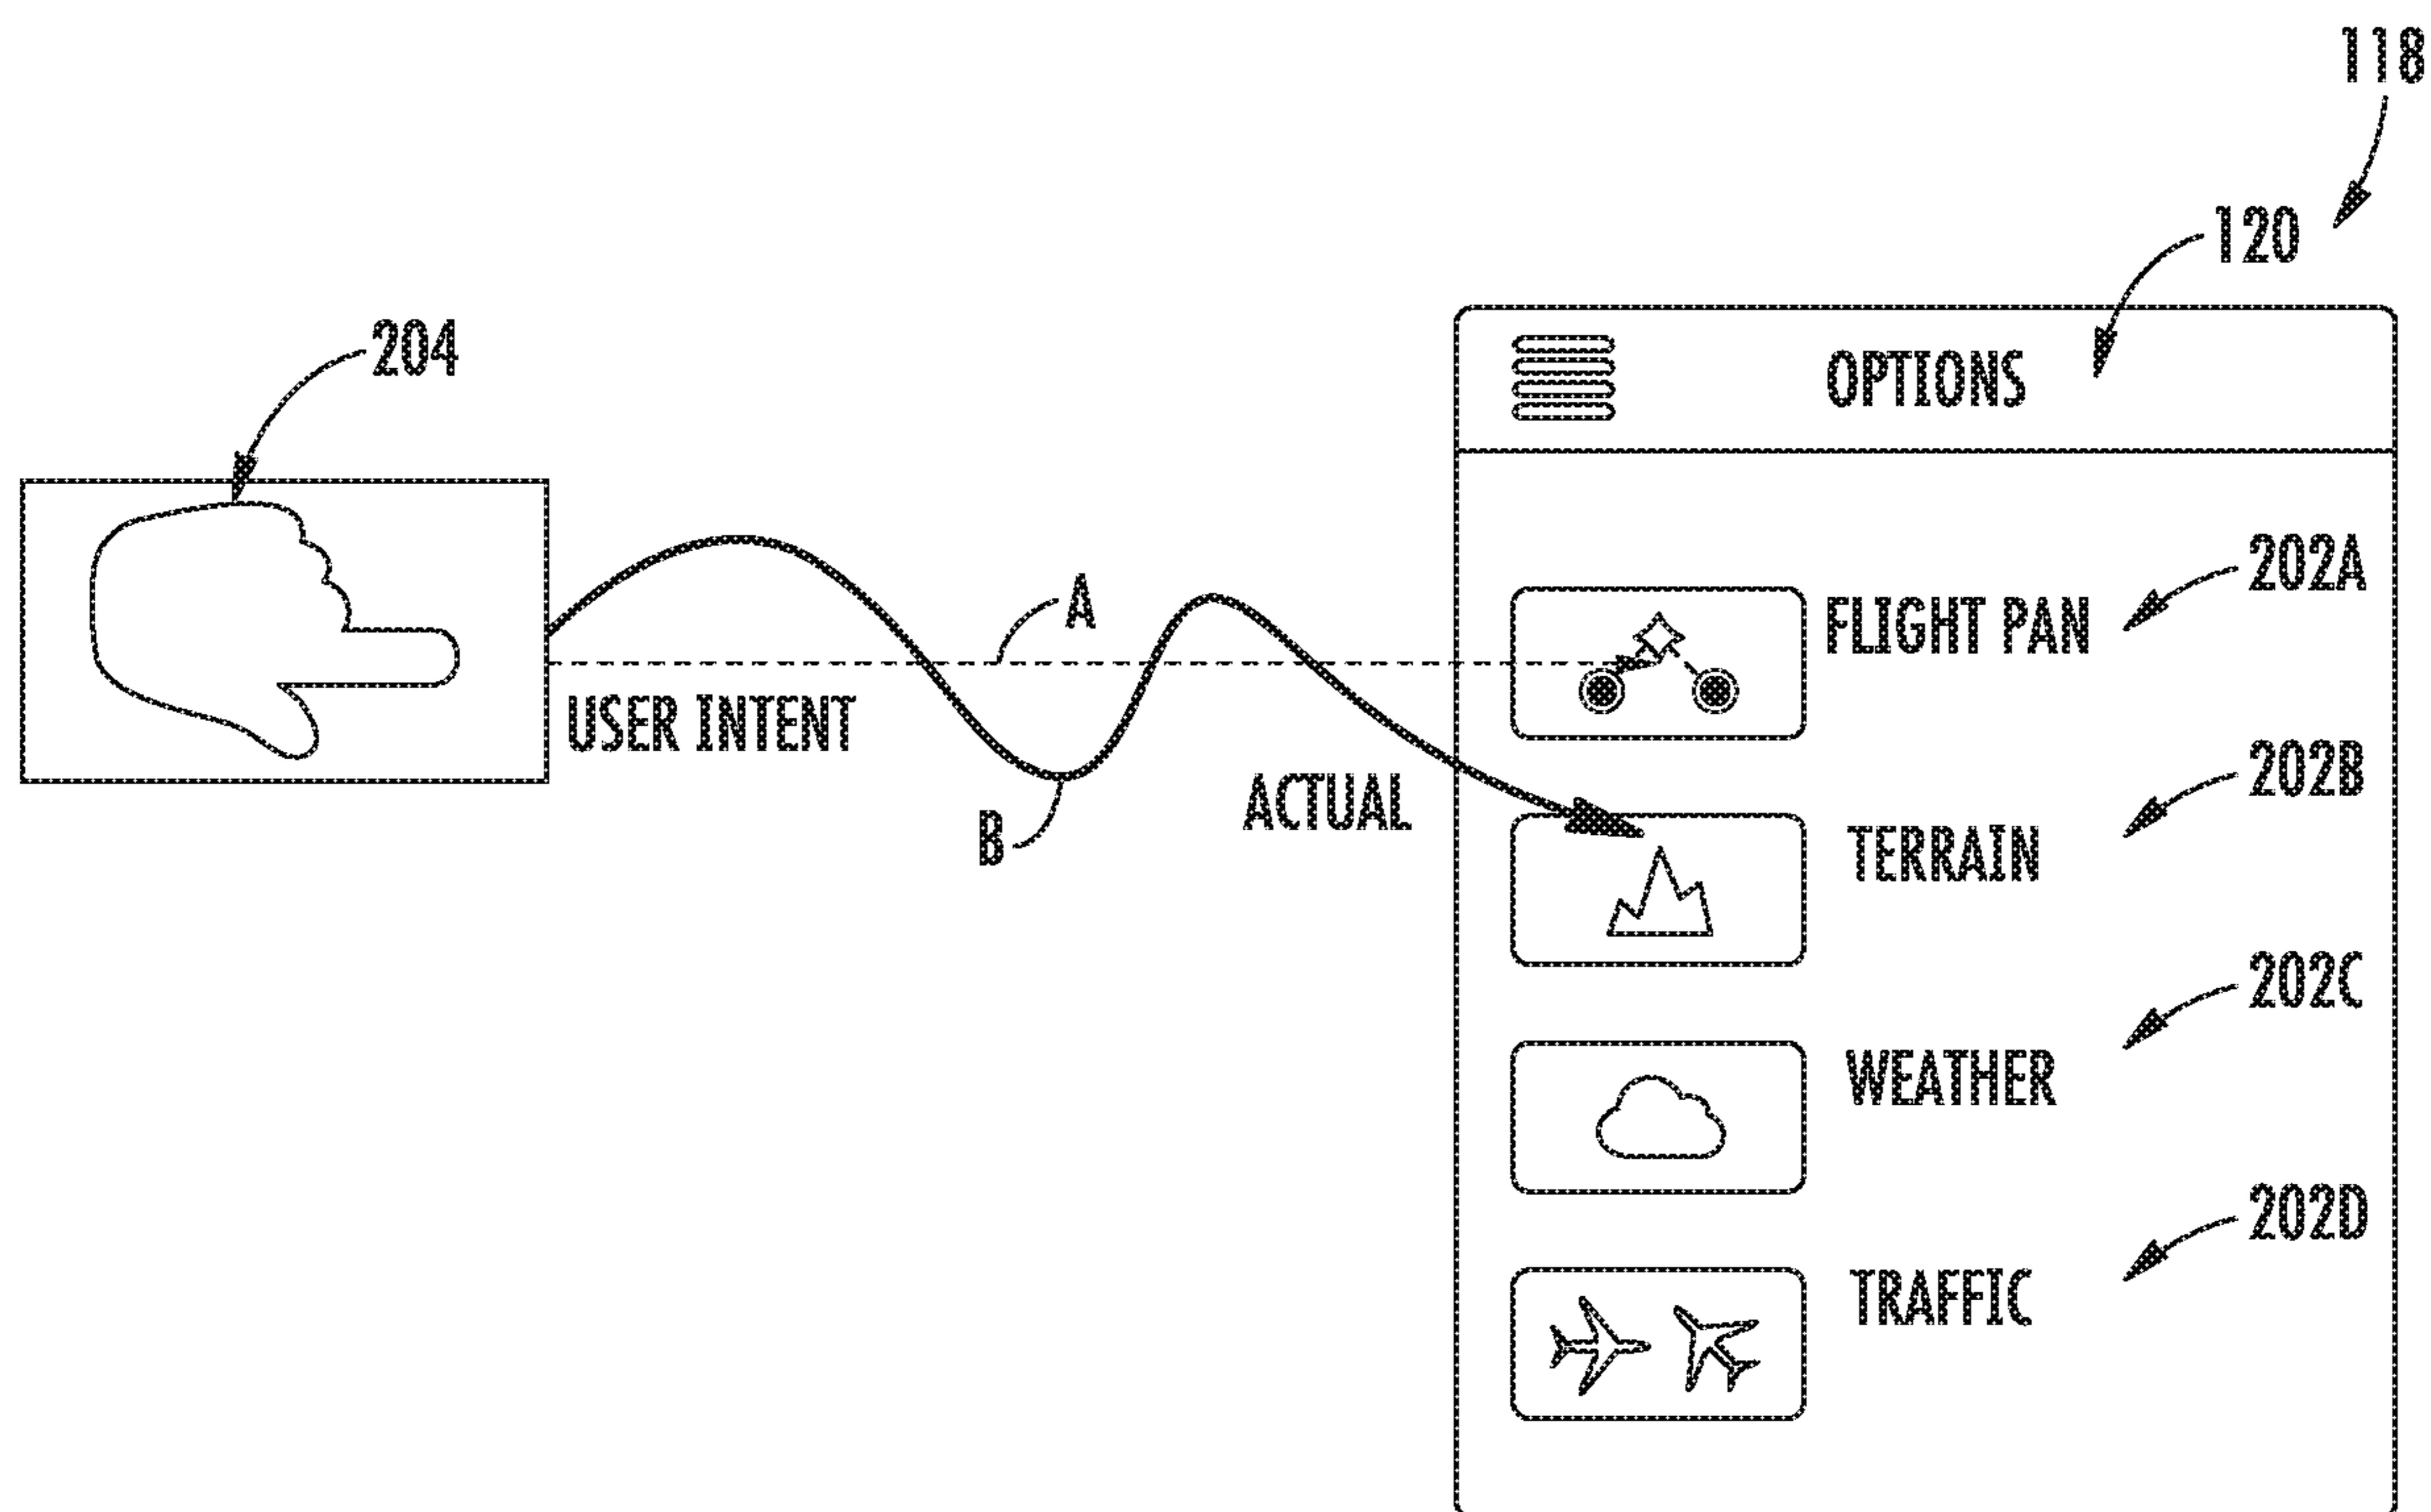 118
120
204
OPTIONS
202A
A
FLIGHT PAN
USER INTENT
202B
ACTUAL
B
TERRAIN
202C
WEATHER
202D
TRAFFIC